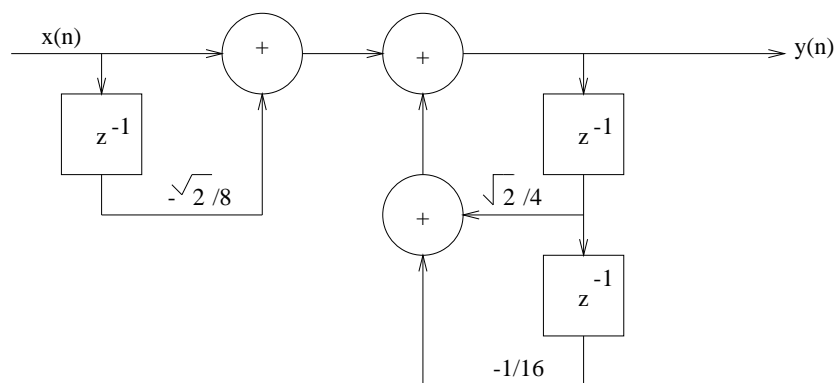 x(n)
+
+
y(n)
z^-1
z^-1
-√2/8
+
√2/4
z^-1
-1/16